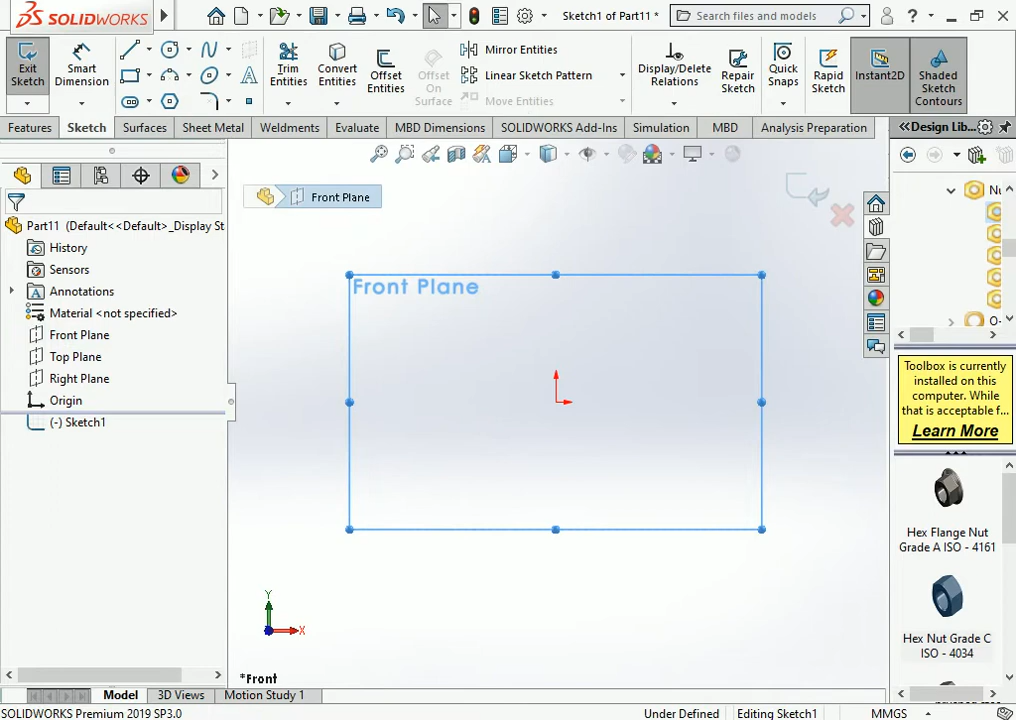 SOLIDWORKS
Sketch1 of Part11 *
Search files and models
Exit Sketch
Smart Dimension
Trim Entities
Convert Entities
Offset Entities
Offset On Surface
Mirror Entities
Linear Sketch Pattern
Move Entities
Display/Delete Relations
Repair Sketch
Quick Snaps
Rapid Sketch
Instant2D
Shaded Sketch Contours
Features
Sketch
Surfaces
Sheet Metal
Weldments
Evaluate
MBD Dimensions
SOLIDWORKS Add-Ins
Simulation
MBD
Analysis Preparation
Design Lib...
Part11 (Default<<Default>_Display St
History
Sensors
Annotations
Material <not specified>
Front Plane
Top Plane
Right Plane
Origin
(-) Sketch1
Front Plane
Front Plane
Y
X
*Front
Nu
O-
Toolbox is currently
installed on this
computer. While
that is acceptable f...
Learn More
Hex Flange Nut
Grade A ISO - 4161
Hex Nut Grade C
ISO - 4034
Model
3D Views
Motion Study 1
SOLIDWORKS Premium 2019 SP3.0
Under Defined
Editing Sketch1
MMGS